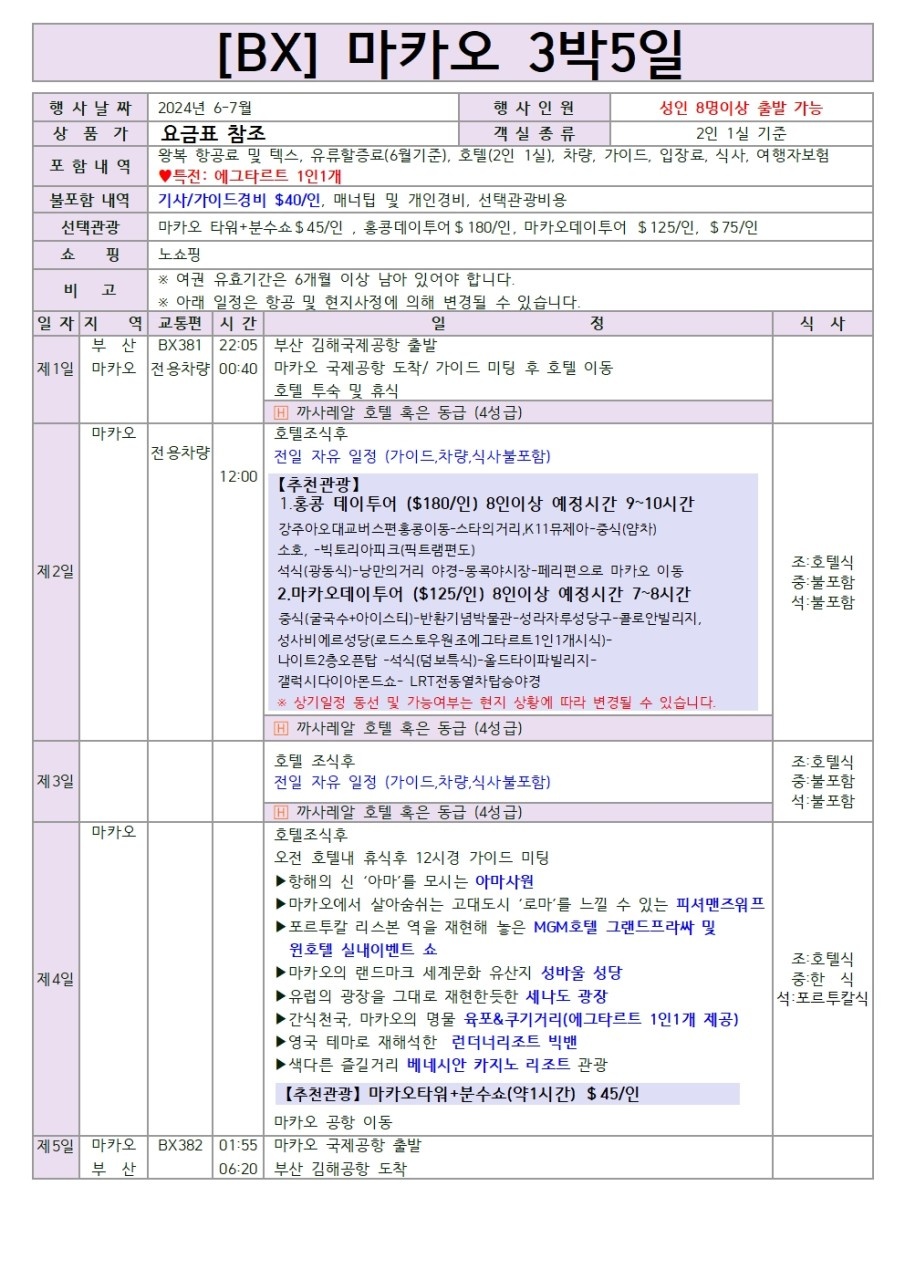 [BX] 마카오 3박5일
행 사 날 짜 2024년 6-7월 행 사 인 원 성인 8명이상 출발 가능
상 품 가 요금표 참조 객 실 종 류 2인 1실 기준
포 함 내 역 왕복 항공료 및 텍스, 유류할증료(6월기준), 호텔(2인 1실), 차량, 가이드, 입장료, 식사, 여행자보험
♥특전: 에그타르트 1인1개
불포함 내역 기사/가이드경비 $40/인, 매너팁 및 개인경비, 선택관광비용
선택관광 마카오 타워+분수쇼$45/인 , 홍콩데이투어$180/인, 마카오데이투어 $125/인, $75/인
쇼 핑 노쇼핑
비 고 ※ 여권 유효기간은 6개월 이상 남아 있어야 합니다.
※ 아래 일정은 항공 및 현지사정에 의해 변경될 수 있습니다.
일 자 지 역 교통편 시 간 일 정 식 사
부 산 BX381 22:05 부산 김해국제공항 출발
제1일 마카오 전용차량 00:40 마카오 국제공항 도착/ 가이드 미팅 후 호텔 이동
호텔 투숙 및 휴식
H 까사레알 호텔 혹은 동급 (4성급)
마카오 호텔조식후
전용차량 전일 자유 일정 (가이드,차량,식사불포함)
12:00
【추천관광】
1.홍콩 데이투어 ($180/인) 8인이상 예정시간 9~10시간
강주아오대교버스편홍콩이동-스타의거리,K11뮤제아-중식(얌차)
소호, -빅토리아피크(픽트램편도)
석식(광동식)-낭만의거리 야경-몽콕야시장-페리편으로 마카오 이동
2.마카오데이투어 ($125/인) 8인이상 예정시간 7~8시간
중식(굴국수+아이스티)-반환기념박물관-성라자루성당구-콜로안빌리지,
성사비에르성당(로드스토우원조에그타르트1인1개시식)-
나이트2층오픈탑 -석식(덤보특식)-올드타이파빌리지-
갤럭시다이아몬드쇼- LRT전동열차탑승야경
※ 상기일정 동선 및 가능여부는 현지 상황에 따라 변경될 수 있습니다.
제2일
조:호텔식
중:불포함
석:불포함
H 까사레알 호텔 혹은 동급 (4성급)
제3일 호텔 조식후
전일 자유 일정 (가이드,차량,식사불포함)
조:호텔식
중:불포함
석:불포함
H 까사레알 호텔 혹은 동급 (4성급)
마카오 호텔조식후
오전 호텔내 휴식후 12시경 가이드 미팅
▶항해의 신 ‘아마’를 모시는 아마사원
▶마카오에서 살아숨쉬는 고대도시 ‘로마’를 느낄 수 있는 피셔맨즈워프
▶포르투칼 리스본 역을 재현해 놓은 MGM호텔 그랜드프라싸 및
윈호텔 실내이벤트 쇼
▶마카오의 랜드마크 세계문화 유산지 성바울 성당
▶유럽의 광장을 그대로 재현한듯한 세나도 광장
▶간식천국, 마카오의 명물 육포&쿠기거리(에그타르트 1인1개 제공)
▶영국 테마로 재해석한 런더너리조트 빅밴
▶색다른 즐길거리 베네시안 카지노 리조트 관광
【추천관광】마카오타워+분수쇼(약1시간) $45/인
마카오 공항 이동
제4일
조:호텔식
중:한 식
석:포르투칼식
제5일 마카오 BX382 01:55 마카오 국제공항 출발
부 산 06:20 부산 김해공항 도착